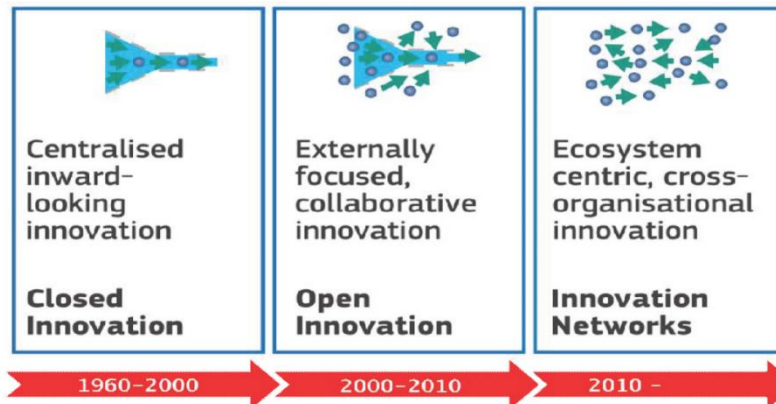 Centralised
inward-
looking
innovation
Closed
Innovation
Externally
focused,
collaborative
innovation
Open
Innovation
Ecosystem
centric, cross-
organisational
innovation
Innovation
Networks
1960-2000
2000-2010
2010 -